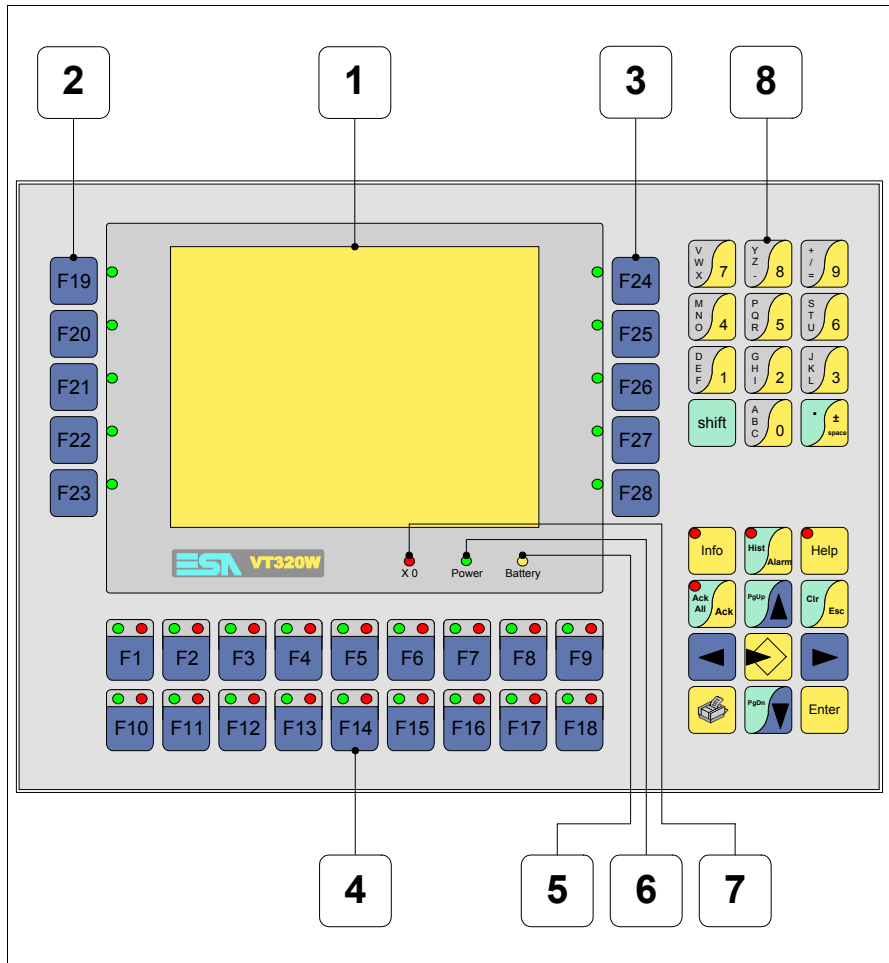 2 1 3 8
F19 F24
F20 F25
F21 F26
F22 F27
F23 F28
V W X 7
Y Z - 8
+ / = 9
M N O 4
P Q R 5
S T U 6
D E F 1
G H I 2
J K L 3
shift
A B C 0
. ± space
ESA VT320W
X 0 Power Battery
Info
Hist Alarm
Help
Ack All Ack
PgUp
Clr Esc
PgDn
Enter
F1 F2 F3 F4 F5 F6 F7 F8 F9
F10 F11 F12 F13 F14 F15 F16 F17 F18
4 5 6 7